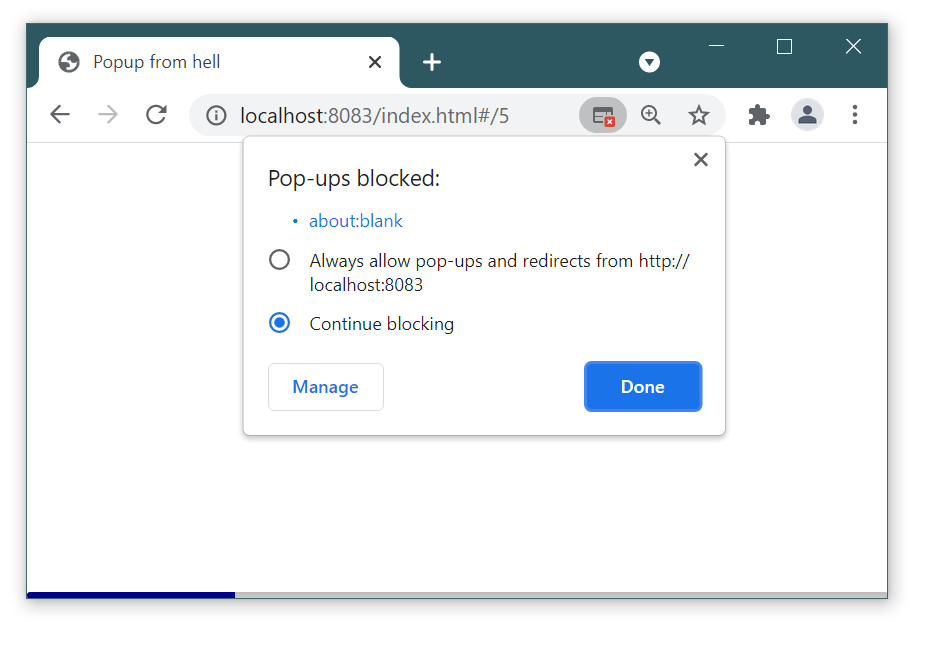 Popup from hell
localhost:8083/index.html#/5
Pop-ups blocked:
• about:blank
Always allow pop-ups and redirects from http://
localhost:8083
Continue blocking
Manage
Done